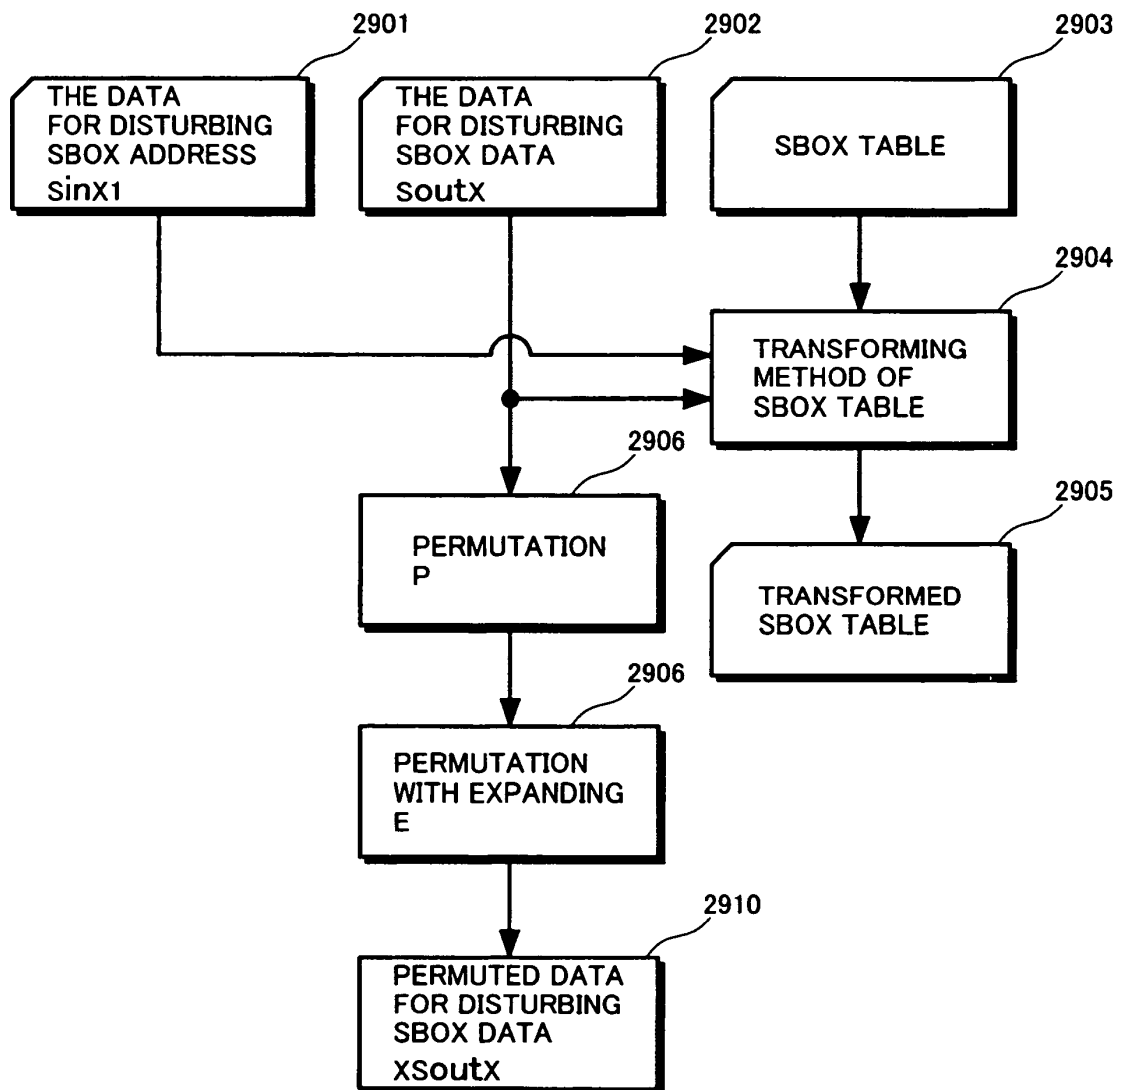 2901
2902
2903
THE DATA
FOR DISTURBING
SBOX ADDRESS
sinx1
THE DATA
FOR DISTURBING
SBOX DATA
soutx
SBOX TABLE
2904
TRANSFORMING
METHOD OF
SBOX TABLE
2906
PERMUTATION
P
2905
TRANSFORMED
SBOX TABLE
2906
PERMUTATION
WITH EXPANDING
E
2910
PERMUTED DATA
FOR DISTURBING
SBOX DATA
xsoutx